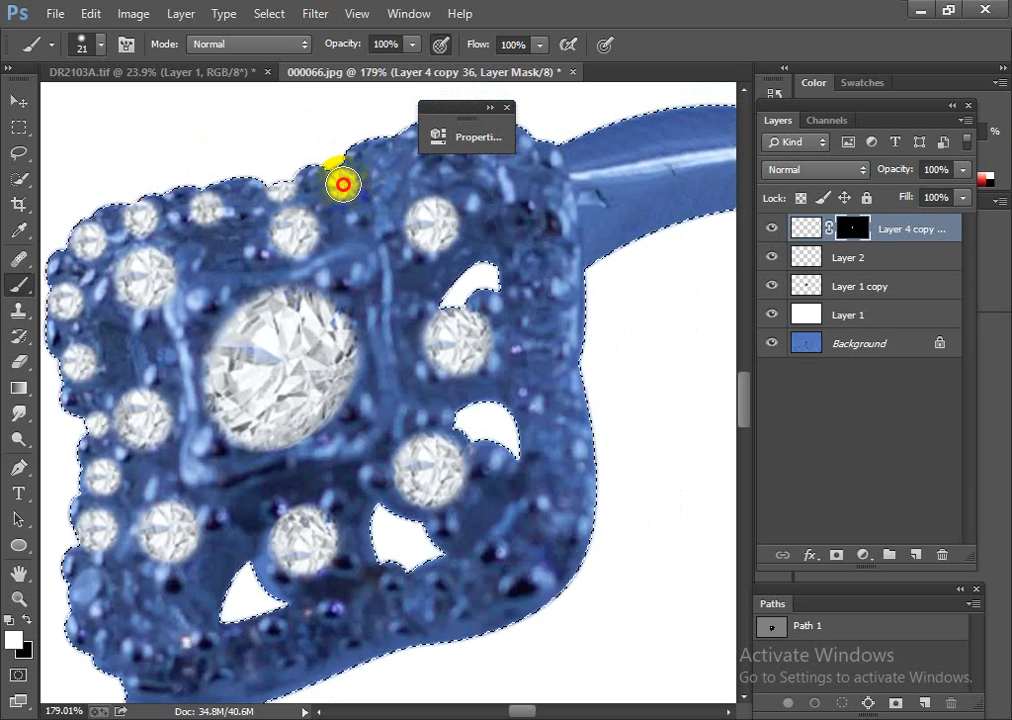 Ps File Edit Image Layer Type Select Filter View Window Help
21 Mode: Normal Opacity: 100% Flow: 100%
DR2103A.tif @ 23.9% (Layer 1, RGB/8*) * × 000066.jpg @ 179% (Layer 4 copy 36, Layer Mask/8) * ×
Color Swatches
Properti...
Layers Channels
%
Kind
Normal Opacity: 100%
Lock: Fill: 100%
Layer 4 copy ...
Layer 2
Layer 1 copy
Layer 1
Background
T
fx
Paths
Path 1
Activate Windows
Go to Settings to activate Windows.
179.01% Doc: 34.8M/40.6M